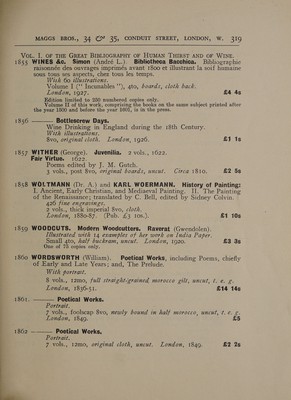 MAGGS BROS., 34 & 35, CONDUIT STREET, LONDON, W. 319
VOL. I. OF THE GREAT BIBLIOGRAPHY OF HUMAN THIRST AND OF WINE.
1855 WINES &c. Simon (André L.). Bibliotheca Bacchica. Bibliographie
raisonnée des ouvrages imprimés avant 1800 et illustrant la soif humaine
sous tous ses aspects, chez tous les temps.
With 60 illustrations.
Volume I (" Incunables "), 4to, boards, cloth back.
London, 1927. £4 4s
Edition limited to 250 numbered copies only.
Volume II of this work, comprising the books on the same subject printed after
the year 1500 and before the year 1601, is in the press.
1856 ——— Bottlescrew Days.
Wine Drinking in England during the 18th Century.
With illustrations.
8vo, original cloth. London, 1926. £1 1s
1857 WITHER (George). Juvenilia. 2 vols., 1622.
Fair Virtue. 1622.
Poems edited by J. M. Gutch.
3 vols., post 8vo, original boards, uncut. Circa 1810. £2 5s
1858 WOLTMANN (Dr. A.) and KARL WOERMANN. History of Painting:
I. Ancient, Early Christian, and Mediaeval Painting. II. The Painting
of the Renaissance; translated by C. Bell, edited by Sidney Colvin.
426 fine engravings.
2 vols., thick imperial 8vo, cloth.
London, 1880-87. (Pub. £3 10s.). £1 10s
1859 WOODCUTS. Modern Woodcutters. Raverat (Gwendolen).
Illustrated with 14 examples of her work on India Paper.
Small 4to, half buckram, uncut. London, 1920. £3 3s
One of 75 copies only.
1860 WORDSWORTH (William). Poetical Works, including Poems, chiefly
of Early and Late Years; and, The Prelude.
With portrait.
8 vols., 12mo, full straight-grained morocco gilt, uncut, t. e. g.
London, 1836-51. £14 14s
1861. ——— Poetical Works.
Portrait.
7 vols., foolscap 8vo, newly bound in half morocco, uncut, t. e. g.
London, 1849. £5
1862 ——— Poetical Works.
Portrait.
7 vols., 12mo, original cloth, uncut. London, 1849. £2 2s